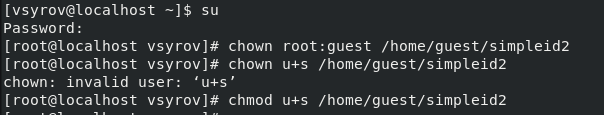 [vsyrov@localhost ~]$ su
Password:
[root@localhost vsyrov]# chown root:guest /home/guest/simpleid2
[root@localhost vsyrov]# chown u+s /home/guest/simpleid2
chown: invalid user: ‘u+s’
[root@localhost vsyrov]# chmod u+s /home/guest/simpleid2